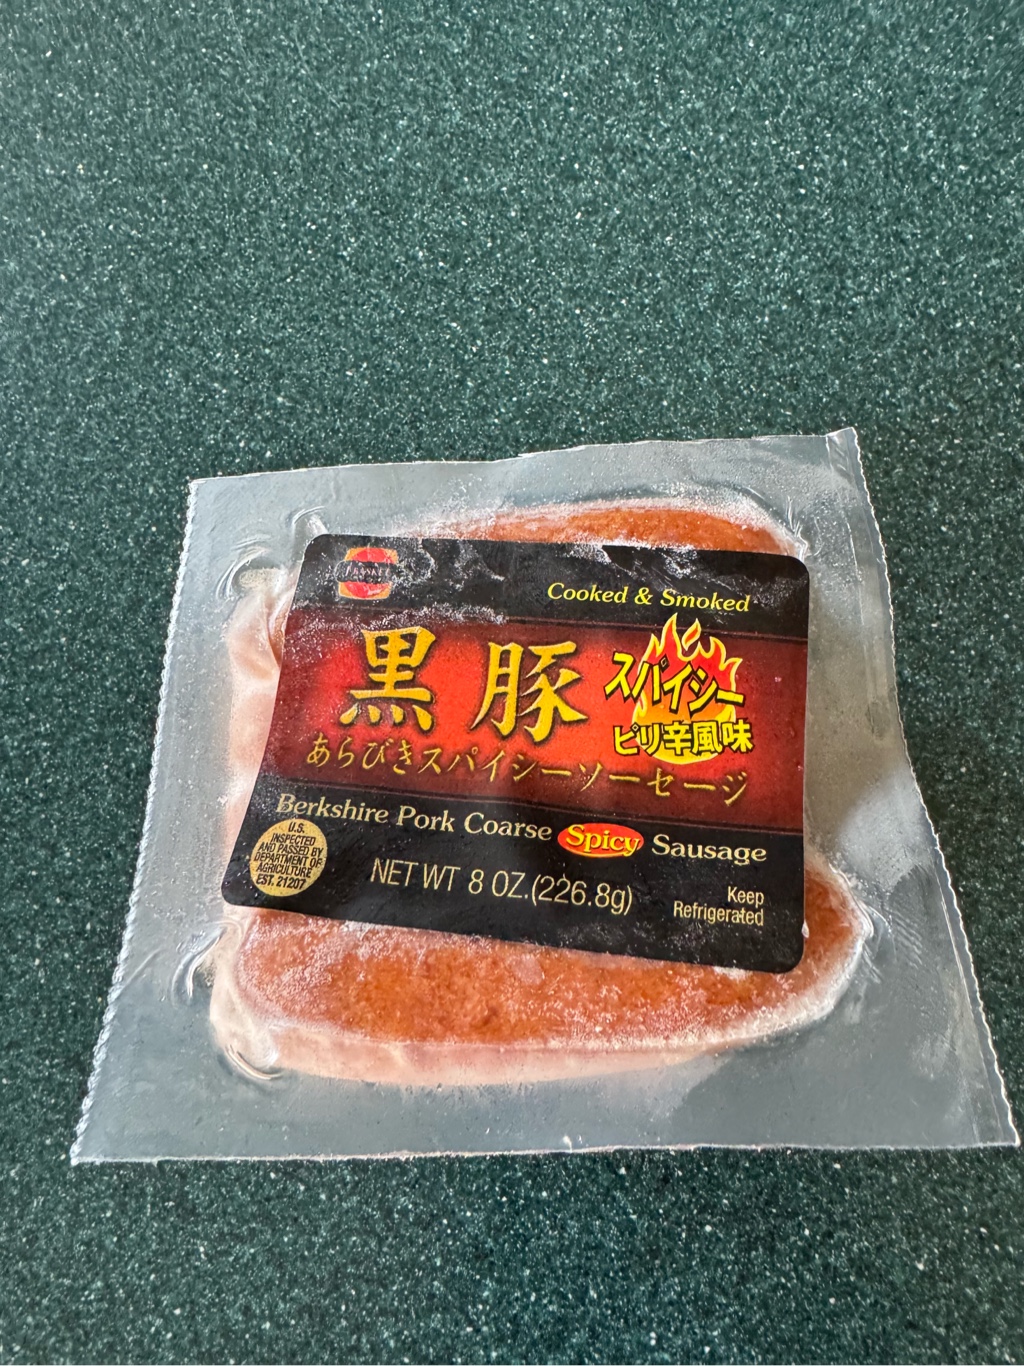 Cooked & Smoked
黒豚
スパイシー
ピリ辛風味
あらびきスパイシーソーセージ
Berkshire Pork Coarse Spicy Sausage
U.S.
INSPECTED
AND PASSED BY
DEPARTMENT OF
AGRICULTURE
EST. 21207
NET WT 8 OZ.(226.8g)
Keep
Refrigerated